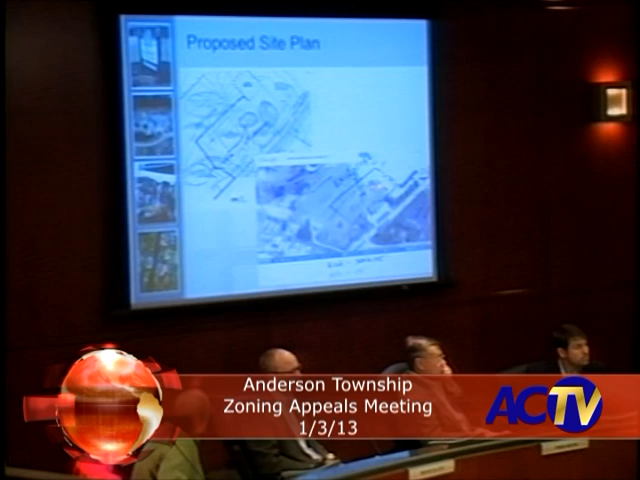 Proposed Site Plan
Anderson Township
Zoning Appeals Meeting
1/3/13
ACTV